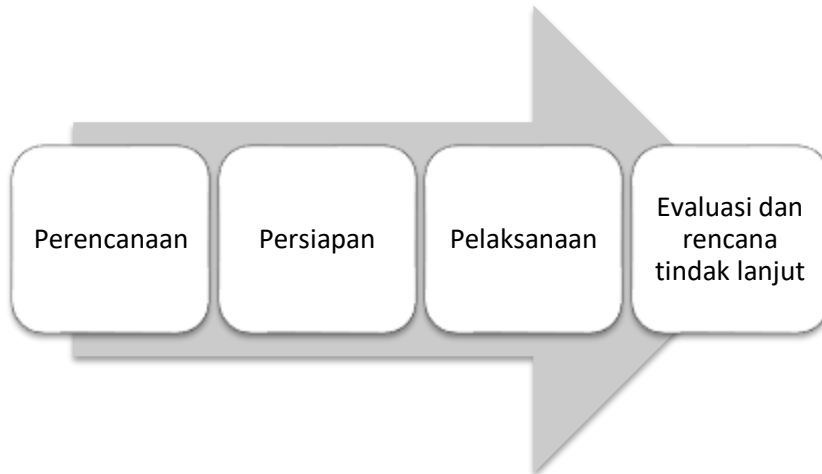 Perencanaan
Persiapan
Pelaksanaan
Evaluasi dan
rencana
tindak lanjut